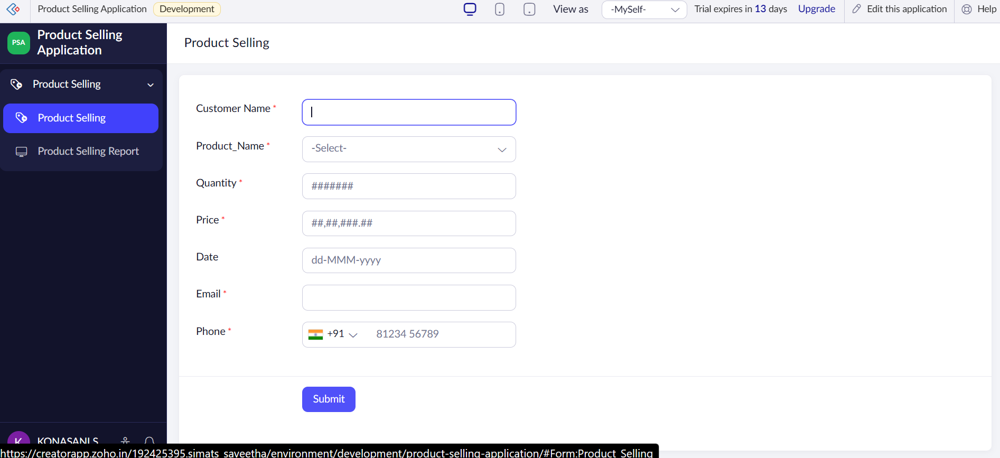 Product Selling Application Development View as -MySelf- Trial expires in 13 days Upgrade Edit this application Help
PSA
Product Selling
Application
Product Selling
Product Selling
Product Selling Report
Product Selling
Customer Name *
Product_Name * -Select-
Quantity * #######
Price * ##,##,###.##
Date dd-MMM-yyyy
Email *
Phone * +91 81234 56789
Submit
K KONASANI S
https://creatorapp.zoho.in/192425395.simats_saveetha/environment/development/product-selling-application/#Form:Product_Selling